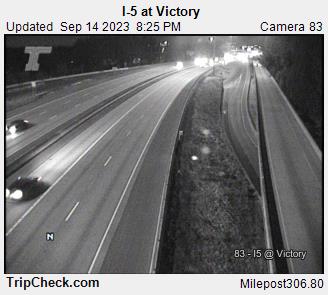 I-5 at Victory
Updated  Sep 14 2023  8:25 PM
Camera 83
T
N
83 - I5 @ Victory
TripCheck.com
Milepost306.80